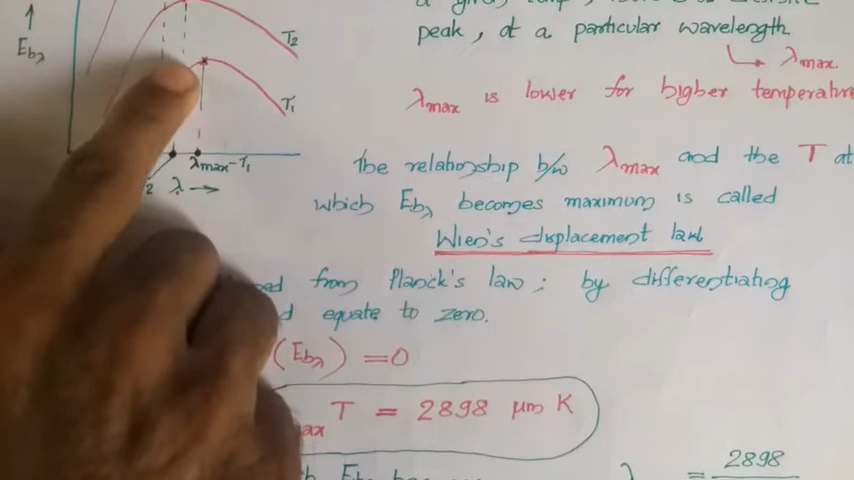 peak, at a particular wavelength.
Ebλ
T2
λmax.
λmax is lower for higher temperature
T1
λmax-T1
The relationship b/w λmax and the T at
2 λ →
which Ebλ becomes maximum is called
Wien's displacement law
from Planck's law: by differentiating
equate to zero.
(Ebλ) = 0
T = 2898 μm K
2898
λ =